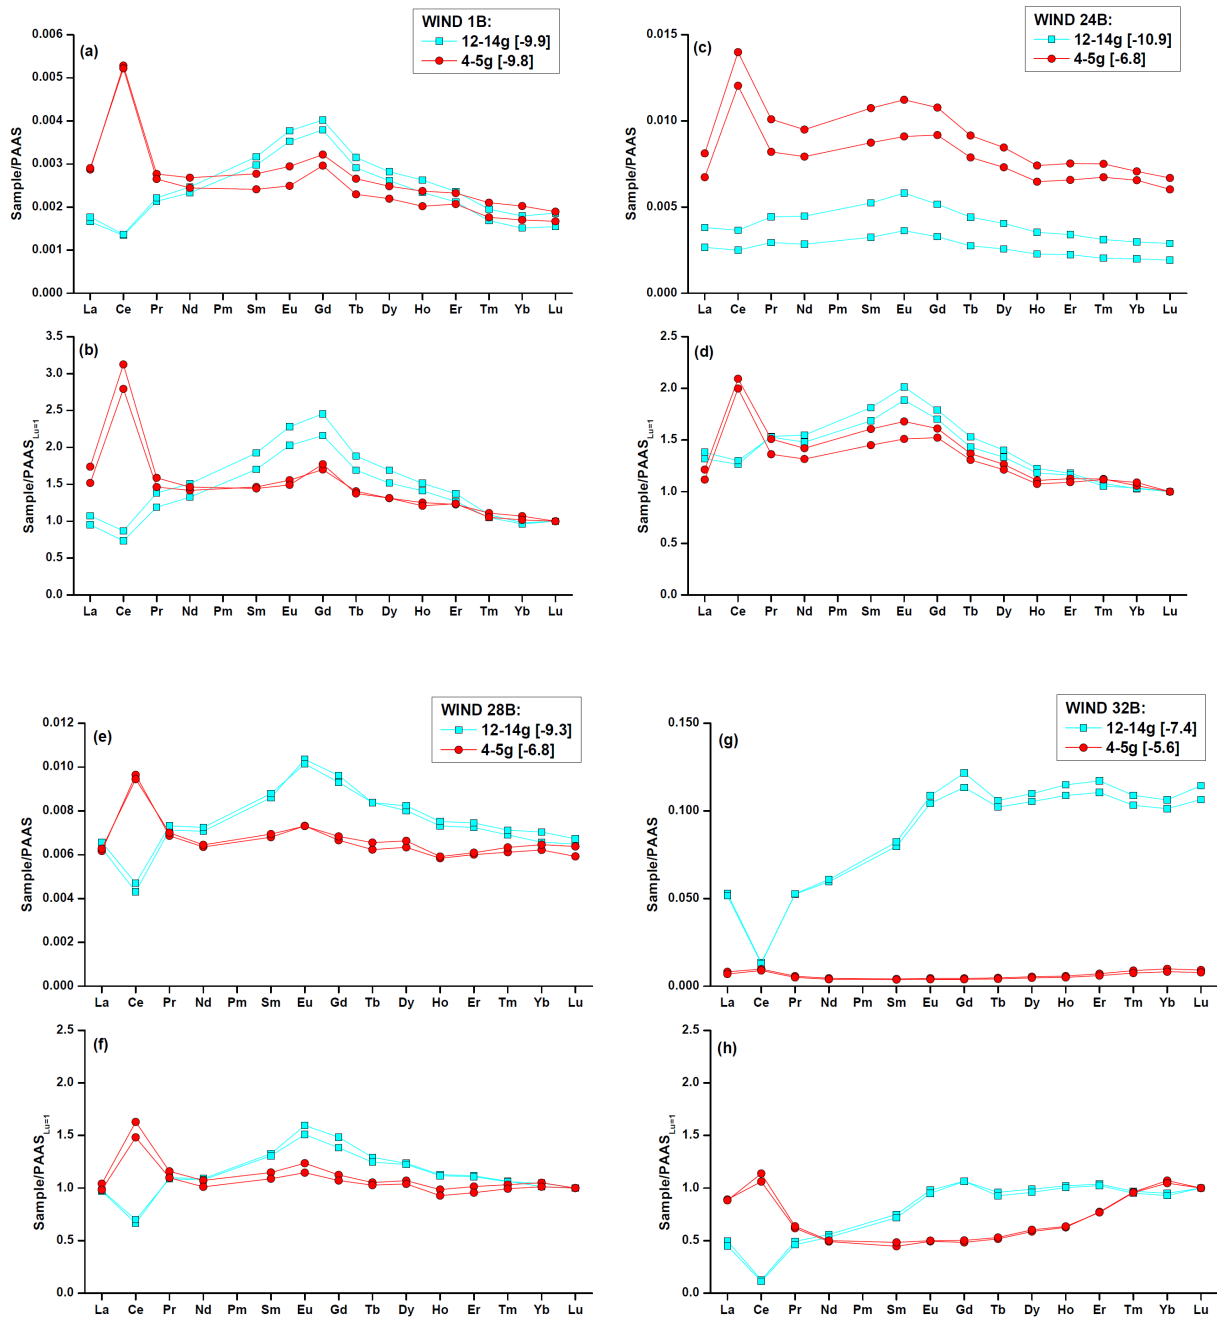 WIND 1B:
12-14g [-9.9]
4-5g [-9.8]
(a)
Sample/PAAS
0.006
0.005
0.004
0.003
0.002
0.001
0.000
La Ce Pr Nd Pm Sm Eu Gd Tb Dy Ho Er Tm Yb Lu
(b)
Sample/PAAS Lu=1
3.5
3.0
2.5
2.0
1.5
1.0
0.5
0.0
La Ce Pr Nd Pm Sm Eu Gd Tb Dy Ho Er Tm Yb Lu
WIND 24B:
12-14g [-10.9]
4-5g [-6.8]
(c)
Sample/PAAS
0.015
0.010
0.005
0.000
La Ce Pr Nd Pm Sm Eu Gd Tb Dy Ho Er Tm Yb Lu
(d)
Sample/PAAS Lu=1
2.5
2.0
1.5
1.0
0.5
0.0
La Ce Pr Nd Pm Sm Eu Gd Tb Dy Ho Er Tm Yb Lu
WIND 28B:
12-14g [-9.3]
4-5g [-6.8]
(e)
Sample/PAAS
0.012
0.010
0.008
0.006
0.004
0.002
0.000
La Ce Pr Nd Pm Sm Eu Gd Tb Dy Ho Er Tm Yb Lu
(f)
Sample/PAAS Lu=1
2.5
2.0
1.5
1.0
0.5
0.0
La Ce Pr Nd Pm Sm Eu Gd Tb Dy Ho Er Tm Yb Lu
WIND 32B:
12-14g [-7.4]
4-5g [-5.6]
(g)
Sample/PAAS
0.150
0.100
0.050
0.000
La Ce Pr Nd Pm Sm Eu Gd Tb Dy Ho Er Tm Yb Lu
(h)
Sample/PAAS Lu=1
2.5
2.0
1.5
1.0
0.5
0.0
La Ce Pr Nd Pm Sm Eu Gd Tb Dy Ho Er Tm Yb Lu